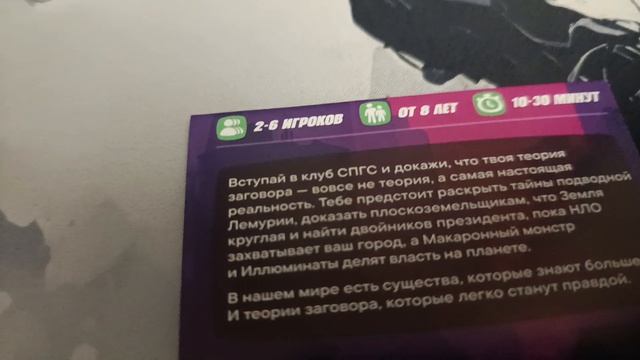 2-6 ИГРОКОВ ОТ 8 ЛЕТ 10-30 МИНУТ
Вступай в клуб СПГС и докажи, что твоя теория
заговора — вовсе не теория, а самая настоящая
реальность. Тебе предстоит раскрыть тайны подводной
Лемурии, доказать плоскоземельщикам, что Земля
круглая и найти двойников президента, пока НЛО
захватывает ваш город, а Макаронный монстр
и Иллюминаты делят власть на планете.
В нашем мире есть существа, которые знают больше
И теории заговора, которые легко станут правдой.